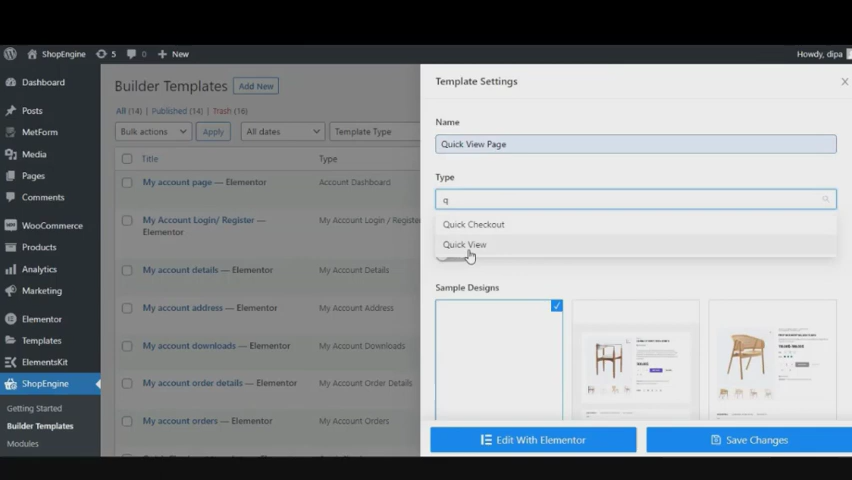 ShopEngine 5 0 New Howdy, dipa
Dashboard
Posts
MetForm
Media
Pages
Comments
WooCommerce
Products
Analytics
Marketing
Elementor
Templates
ElementsKit
ShopEngine
Getting Started
Builder Templates
Modules
Builder Templates Add New
All (14) | Published (14) | Trash (16)
Bulk actions Apply All dates Template Type
Title Type
My account page — Elementor Account Dashboard
My Account Login/ Register — My Account Login / Register
Elementor
My account details — Elementor My Account Details
My account address — Elementor My Account Address
My account downloads — Elementor My Account Downloads
My account order details — Elementor My Account Order Details
My account orders — Elementor My Account Orders
Template Settings
Name
Quick View Page
Type
q
Quick Checkout
Quick View
Sample Designs
Edit With Elementor Save Changes